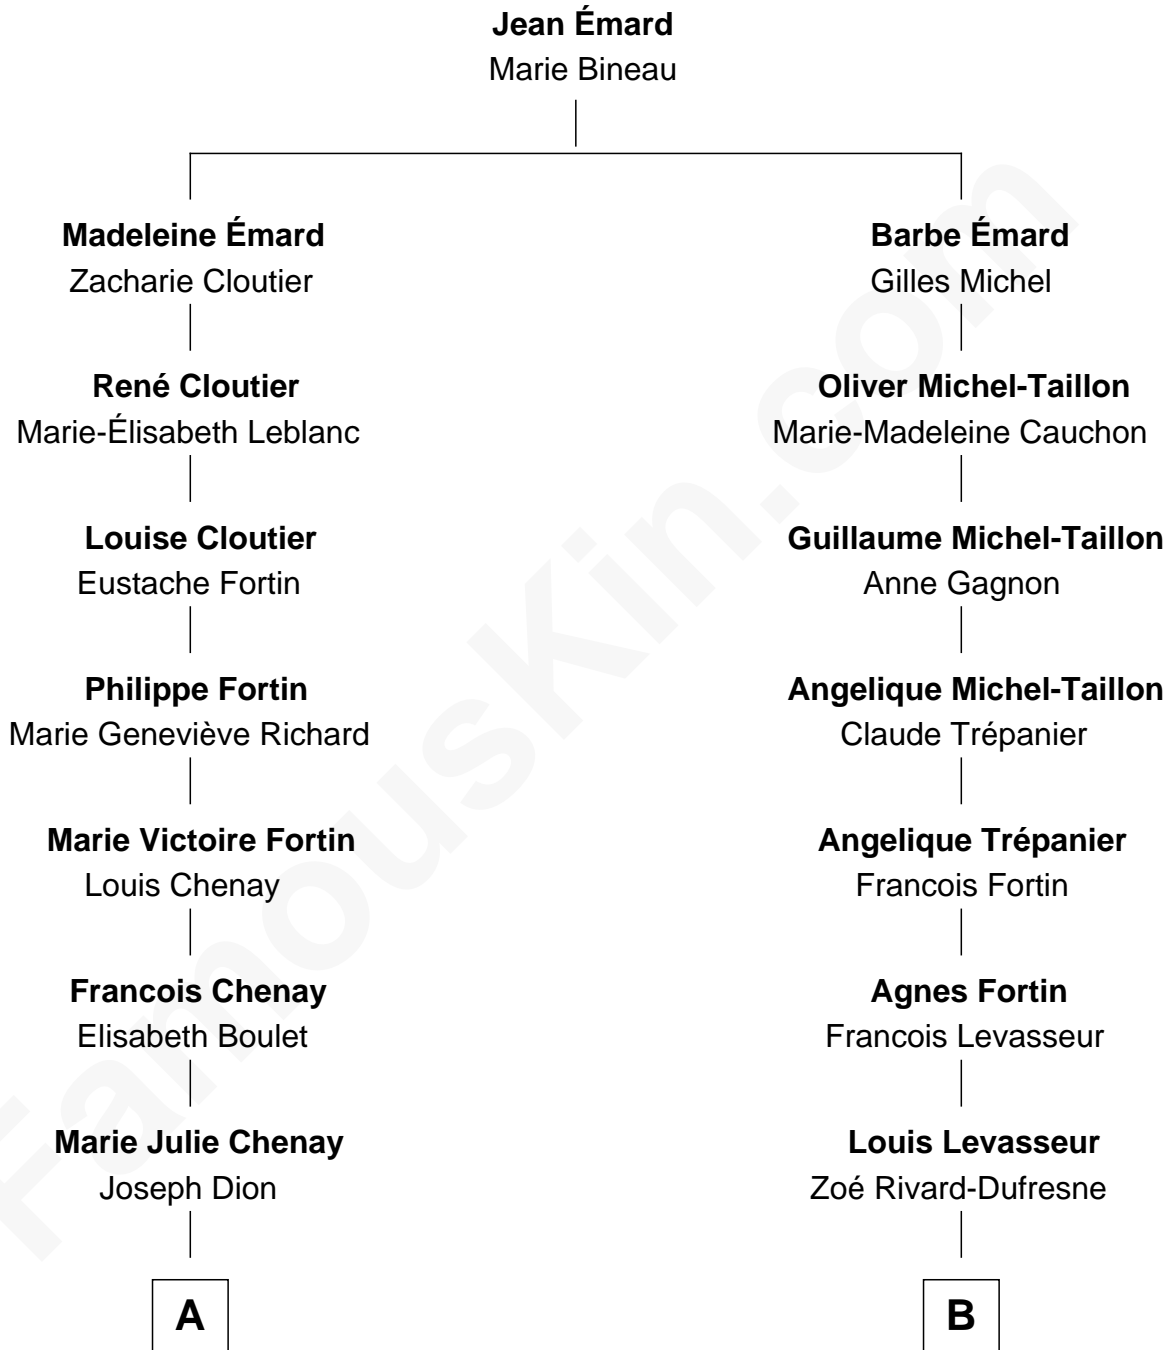 Jean Émard
Marie Bineau
Madeleine Émard
Zacharie Cloutier
Barbe Émard
Gilles Michel
René Cloutier
Marie-Élisabeth Leblanc
Oliver Michel-Taillon
Marie-Madeleine Cauchon
Louise Cloutier
Eustache Fortin
Guillaume Michel-Taillon
Anne Gagnon
Philippe Fortin
Marie Geneviève Richard
Angelique Michel-Taillon
Claude Trépanier
Marie Victoire Fortin
Louis Chenay
Angelique Trépanier
Francois Fortin
Francois Chenay
Elisabeth Boulet
Agnes Fortin
Francois Levasseur
Marie Julie Chenay
Joseph Dion
Louis Levasseur
Zoé Rivard-Dufresne
A
B
FamousKin.com